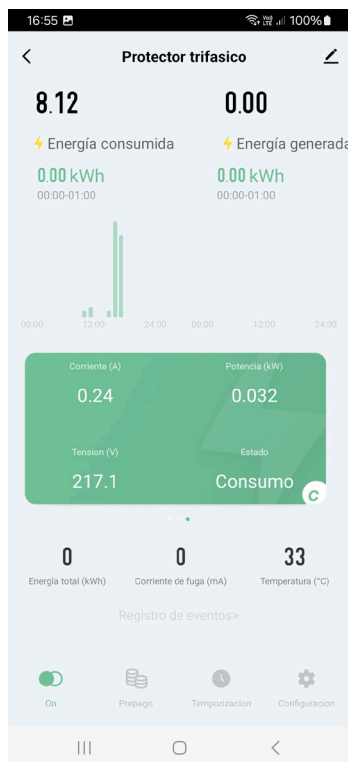 16:55 LTE 100%
Protector trifasico
8.12 0.00
Energía consumida Energía generada
0.00 kWh 0.00 kWh
00:00-01:00 00:00-01:00
00:00 12:00 24:00 00:00 12:00 24:00
Corriente (A) Potencia (kW)
0.24 0.032
Tension (V) Estado
217.1 Consumo
C
0 0 33
Energía total (kWh) Corriente de fuga (mA) Temperatura (°C)
Registro de eventos>
On Prepago Temporizacion Configuracion